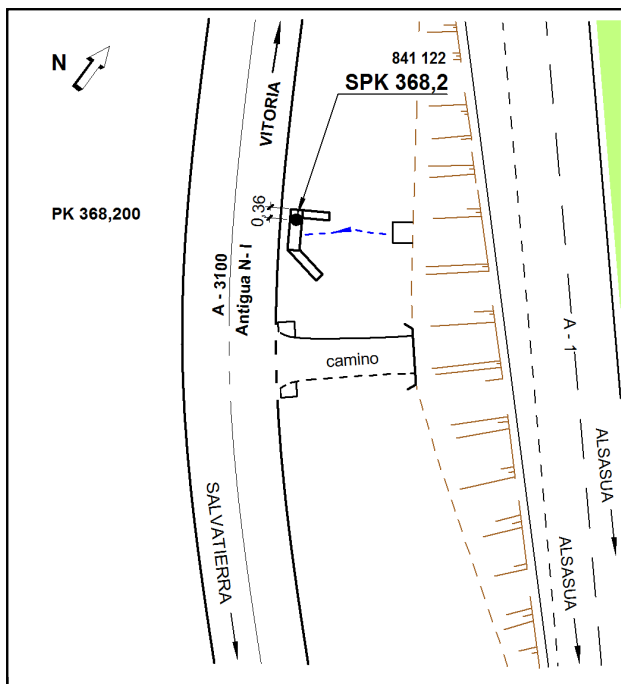 N
841 122
SPK 368,2
VITORIA
PK 368,200
0,36
A - 3100
Antigua N- I
camino
A - 1
SALVATIERRA
ALSASUA
ALSASUA